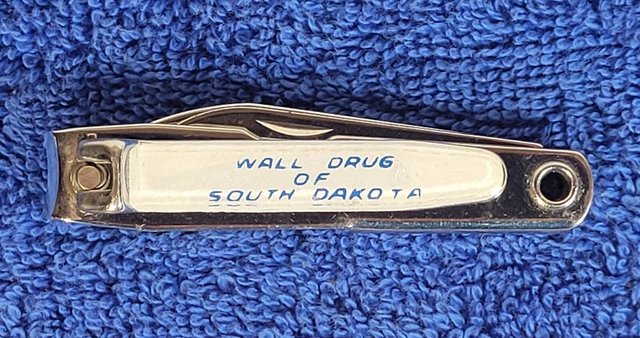 WALL DRUG
OF
SOUTH DAKOTA